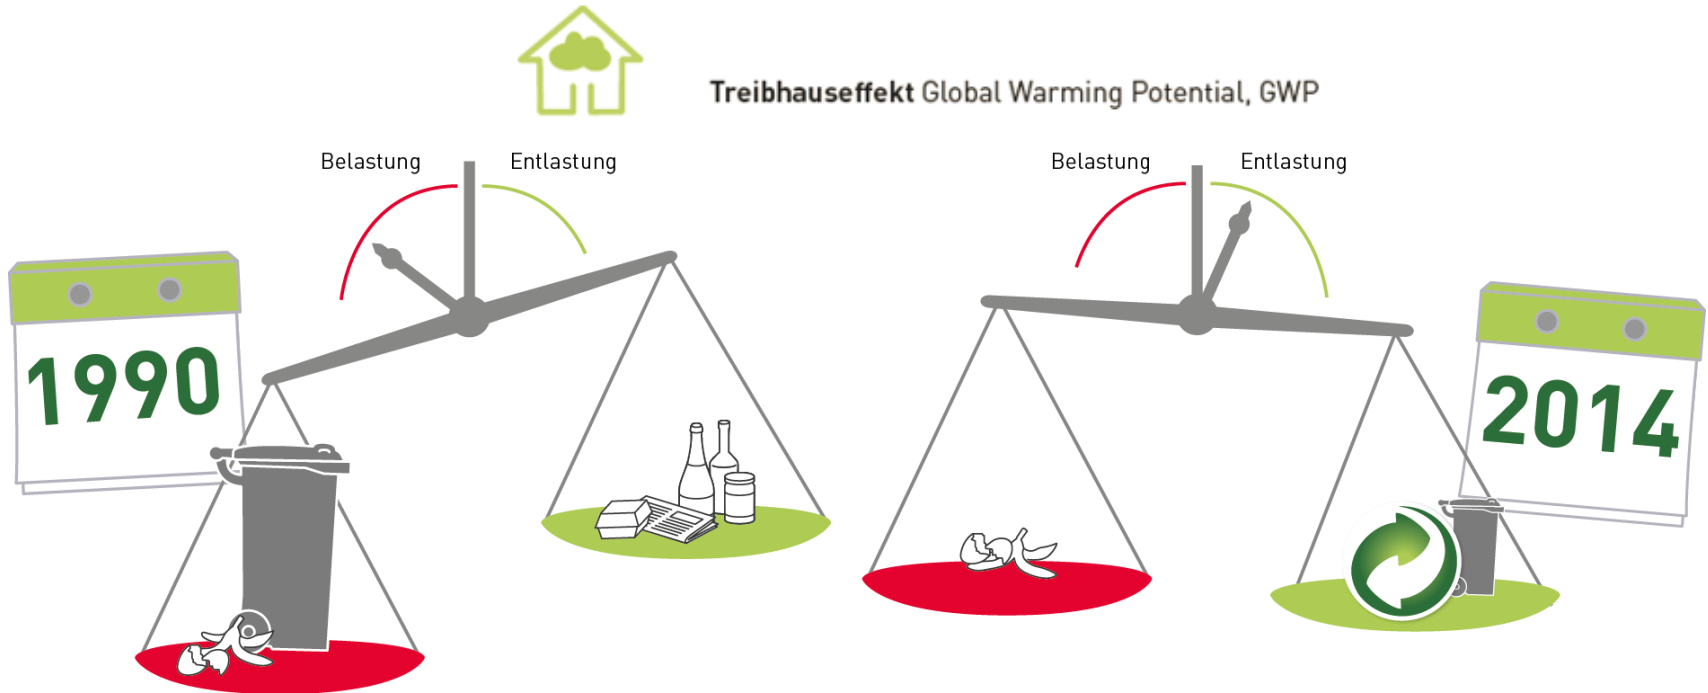 Treibhauseffekt Global Warming Potential, GWP
Belastung Entlastung
Belastung Entlastung
1990
2014